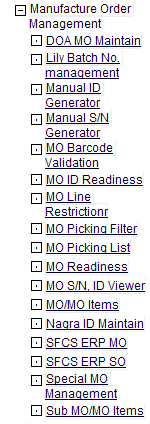 Manufacture Order
Management
DOA MO Maintain
Lily Batch No.
management
Manual ID
Generator
Manual S/N
Generator
MO Barcode
Validation
MO ID Readiness
MO Line
Restrictionr
MO Picking Filter
MO Picking List
MO Readiness
MO S/N, ID Viewer
MO/MO Items
Nagra ID Maintain
SFCS ERP MO
SFCS ERP SO
Special MO
Management
Sub MO/MO Items